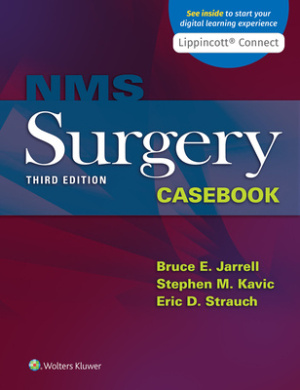 See inside to start your
digital learning experience
Lippincott® Connect
NMS
Surgery
THIRD EDITION
CASEBOOK
Bruce E. Jarrell
Stephen M. Kavic
Eric D. Strauch
Wolters Kluwer